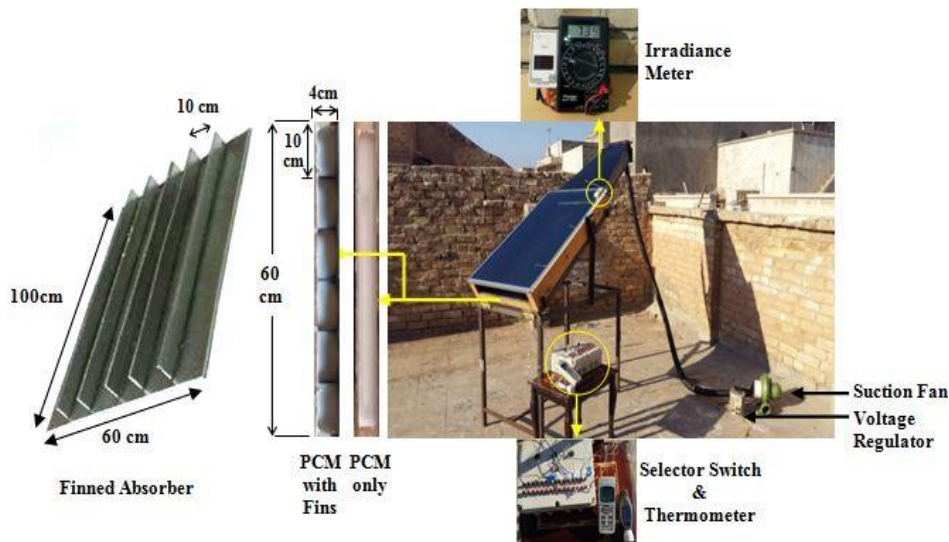 Irradiance
Meter
4cm
10 cm
10
cm
100cm
60
cm
60 cm
Suction Fan
Voltage
Regulator
PCM
with
Fins
PCM
only
Finned Absorber
Selector Switch
&
Thermometer